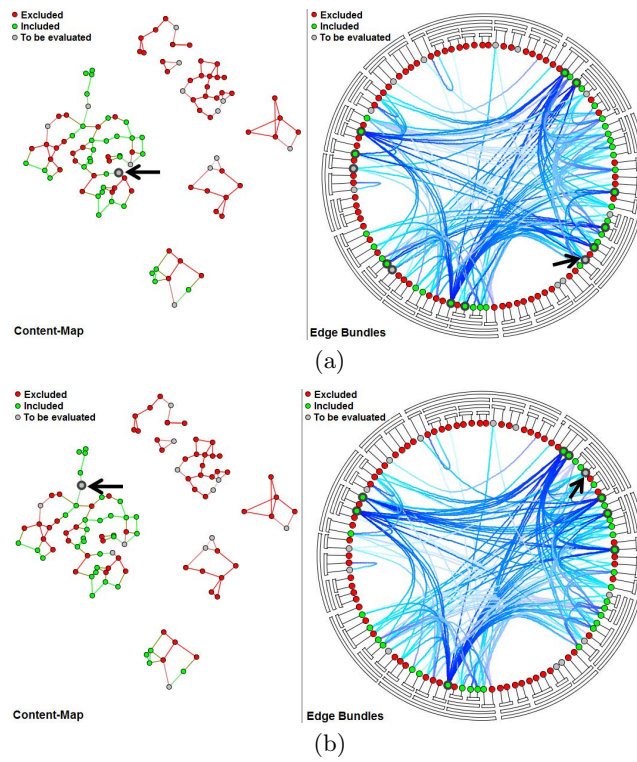 Excluded
Included
To be evaluated
Excluded
Included
To be evaluated
Content-Map
Edge Bundles
(a)
Excluded
Included
To be evaluated
Excluded
Included
To be evaluated
Content-Map
Edge Bundles
(b)